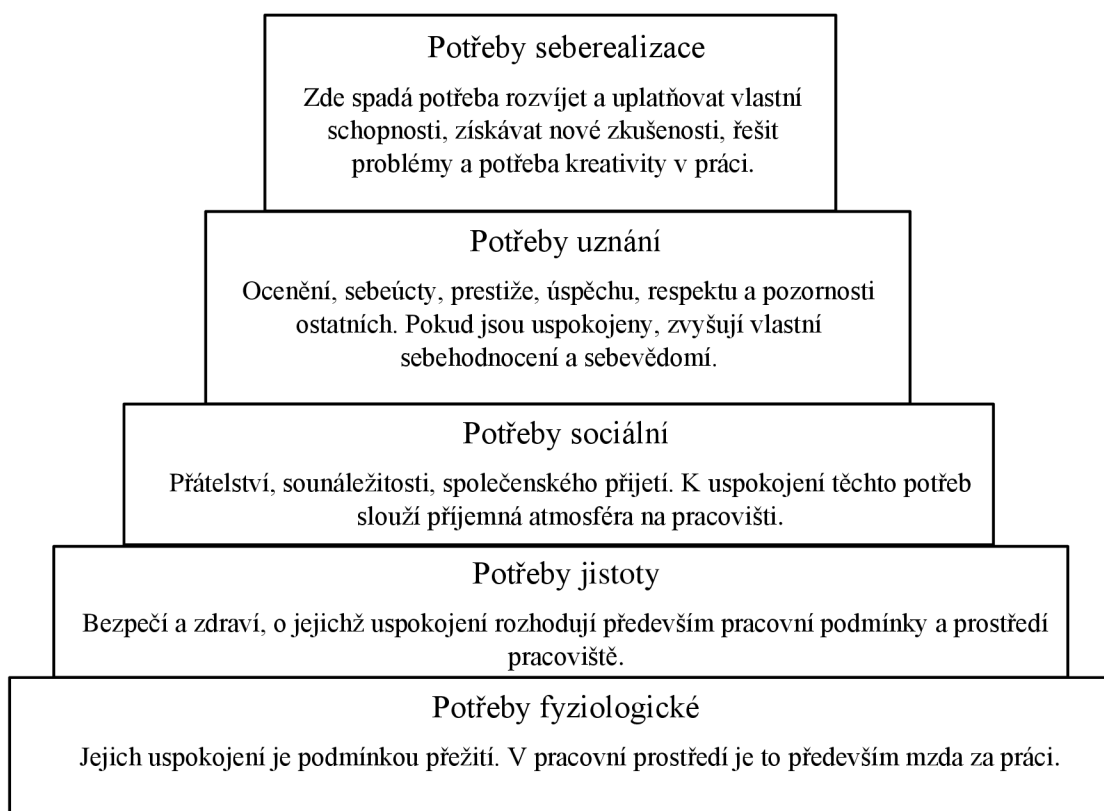 Potřeby seberealizace
Zde spadá potřeba rozvíjet a uplatňovat vlastní
schopnosti, získávat nové zkušenosti, řešit
problémy a potřeba kreativity v práci.
Potřeby uznání
Ocenění, sebeúcty, prestiže, úspěchu, respektu a pozornosti
ostatních. Pokud jsou uspokojeny, zvyšují vlastní
sebehodnocení a sebevědomí.
Potřeby sociální
Přátelství, sounáležitosti, společenského přijetí. K uspokojení těchto potřeb
slouží příjemná atmosféra na pracovišti.
Potřeby jistoty
Bezpečí a zdraví, o jejichž uspokojení rozhodují především pracovní podmínky a prostředí
pracoviště.
Potřeby fyziologické
Jejich uspokojení je podmínkou přežití. V pracovní prostředí je to především mzda za práci.